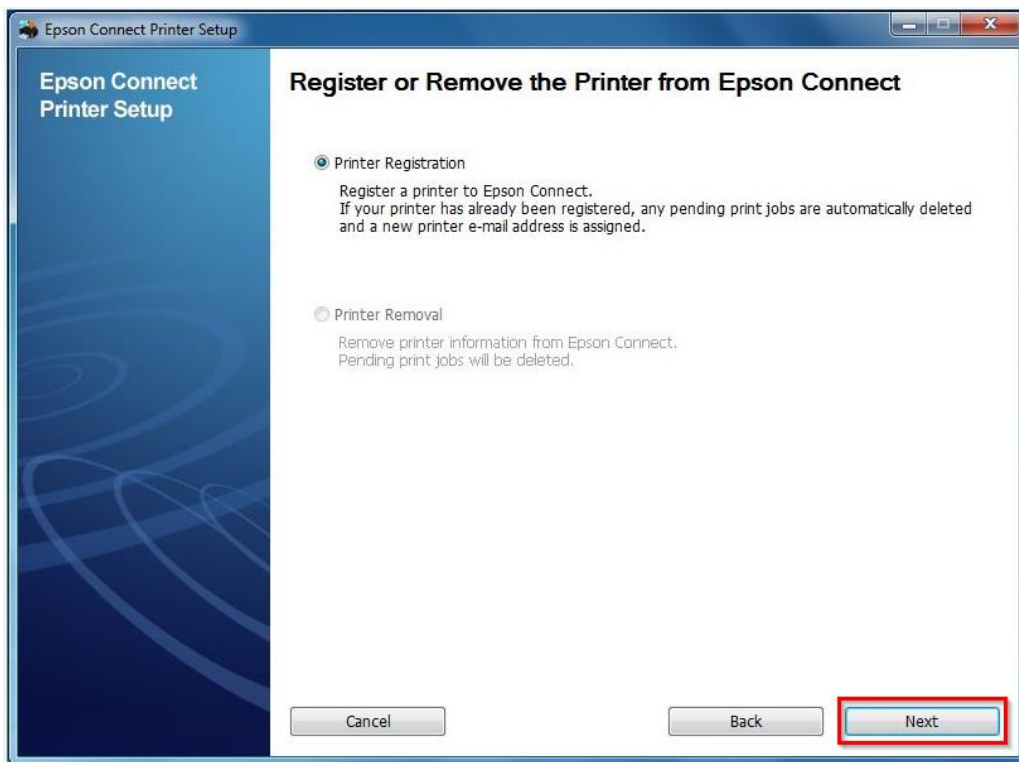 Epson Connect Printer Setup
Epson Connect
Printer Setup
Register or Remove the Printer from Epson Connect
Printer Registration
Register a printer to Epson Connect.
If your printer has already been registered, any pending print jobs are automatically deleted
and a new printer e-mail address is assigned.
Printer Removal
Remove printer information from Epson Connect.
Pending print jobs will be deleted.
Cancel
Back
Next